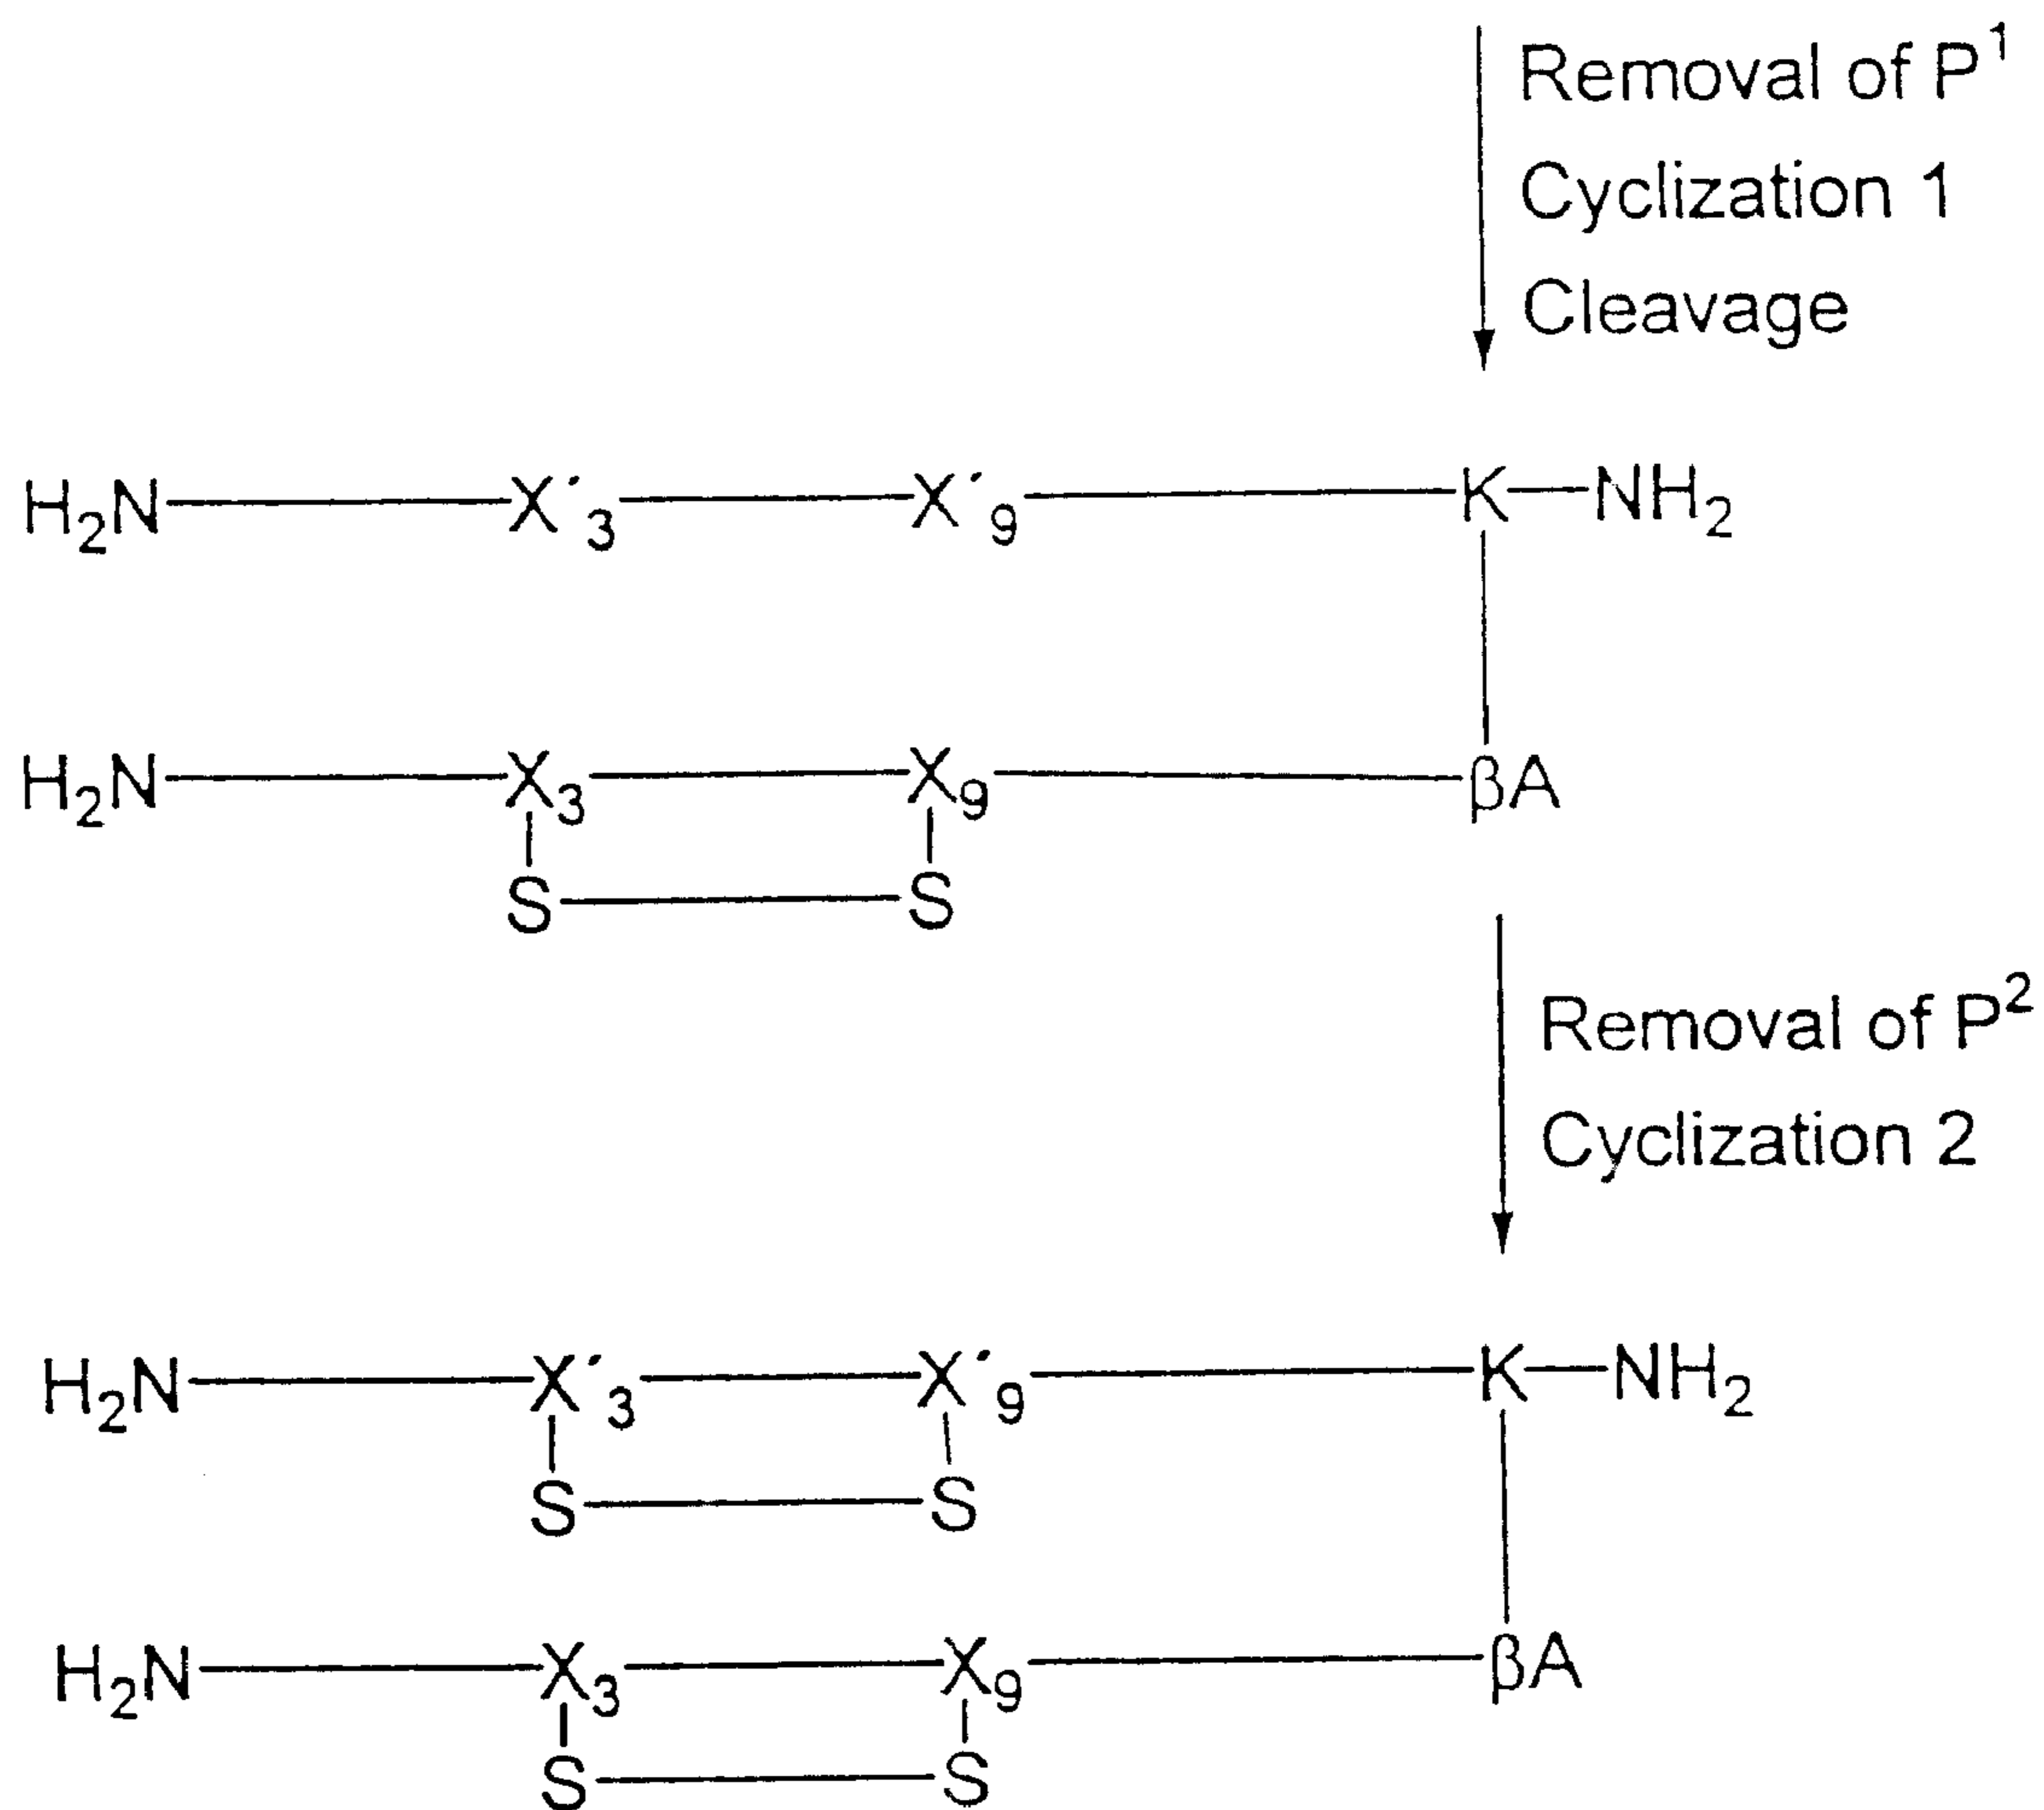 Removal of P¹
Cyclization 1
Cleavage
H₂N X´₃ X´₉ K NH₂
H₂N X₃ X₉ βA
S S
Removal of P²
Cyclization 2
H₂N X´₃ X´₉ K NH₂
S S
H₂N X₃ X₉ βA
S S